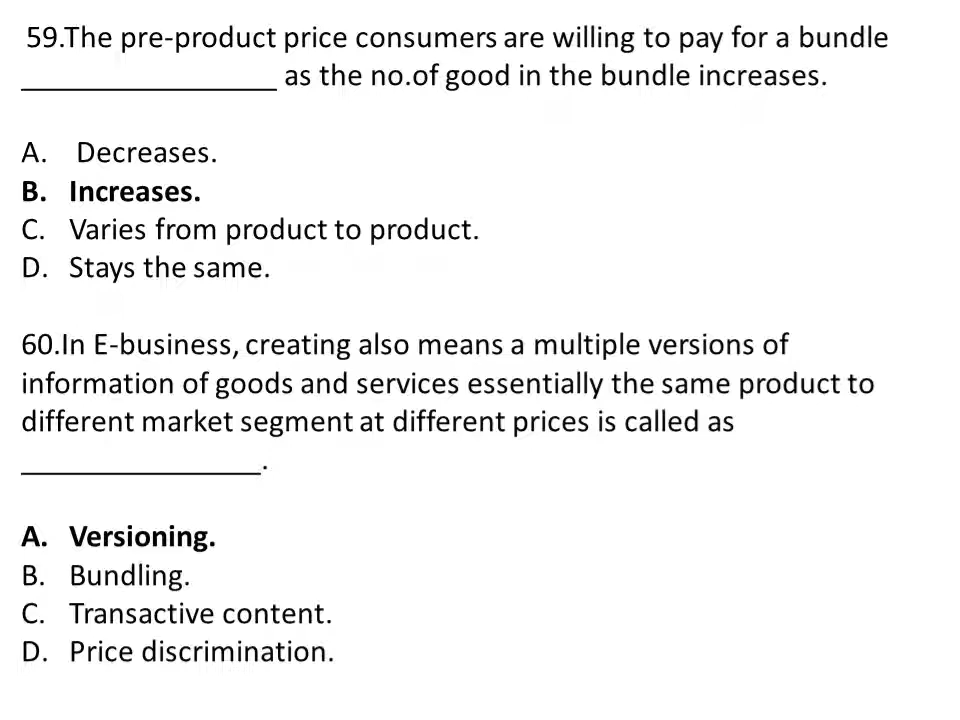 59.The pre-product price consumers are willing to pay for a bundle
________________ as the no.of good in the bundle increases.
A. Decreases.
B. Increases.
C. Varies from product to product.
D. Stays the same.
60.In E-business, creating also means a multiple versions of
information of goods and services essentially the same product to
different market segment at different prices is called as
_______________.
A. Versioning.
B. Bundling.
C. Transactive content.
D. Price discrimination.